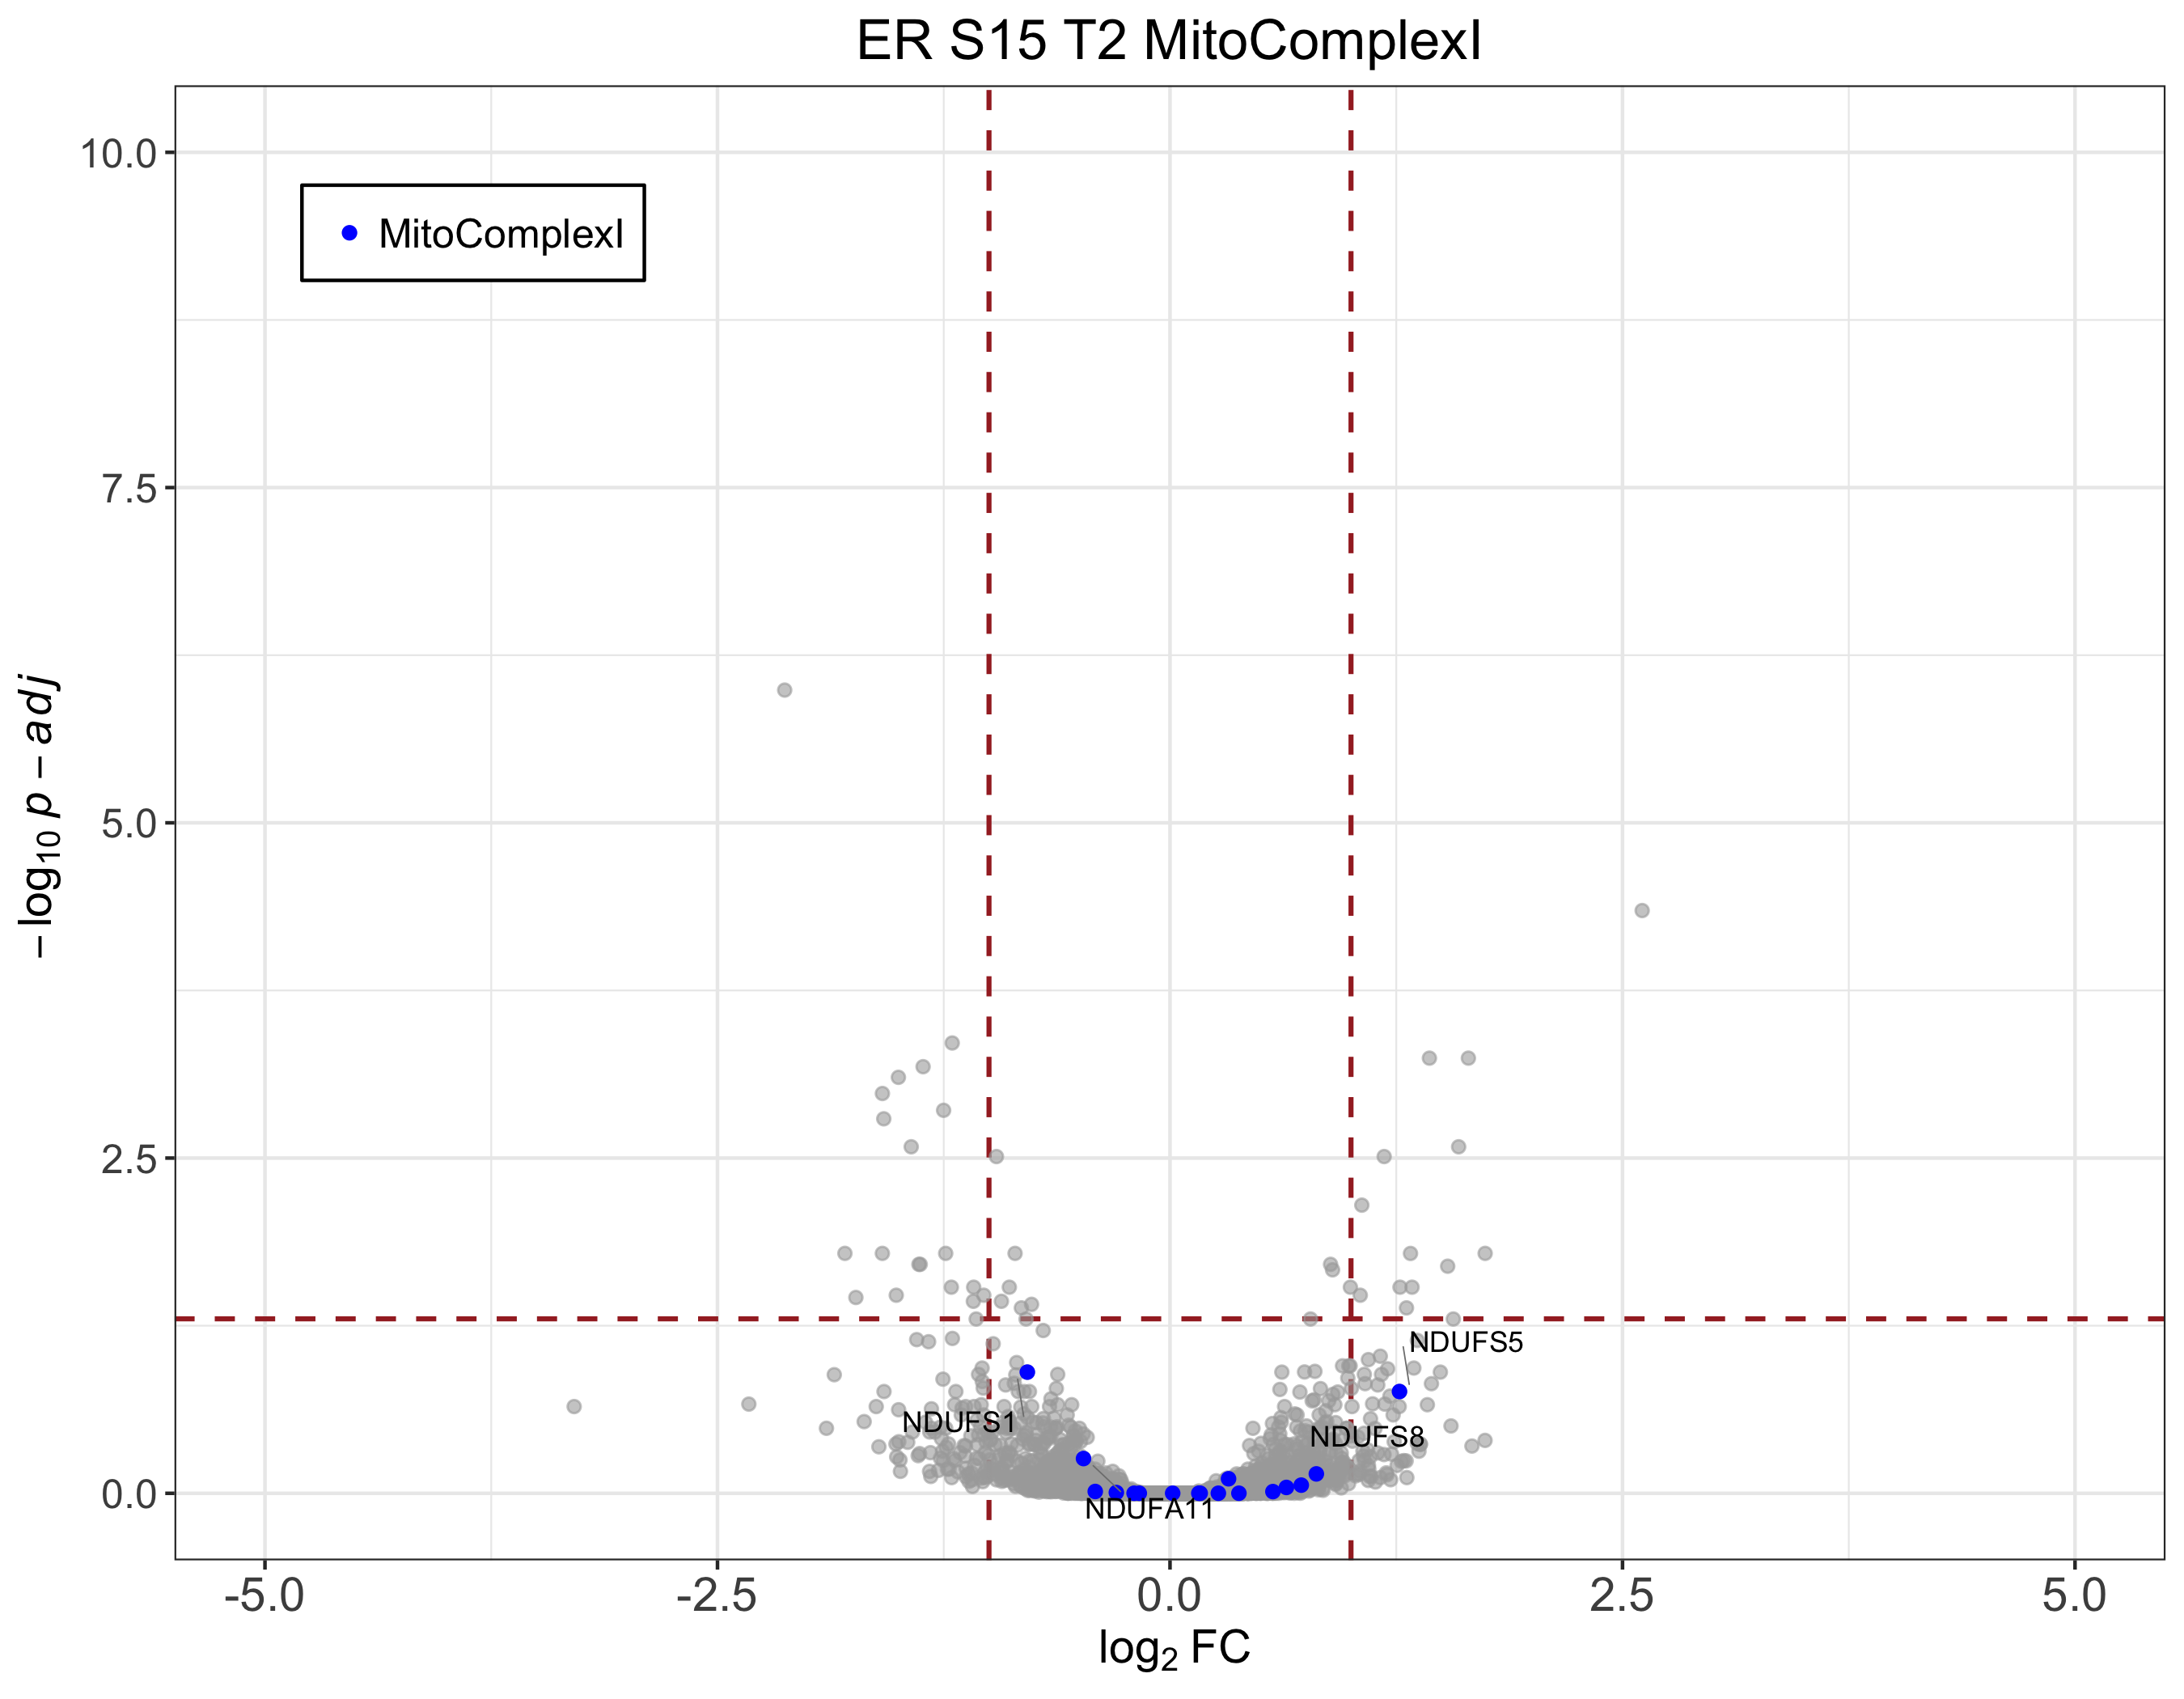 ER S15 T2 MitoComplexI
10.0
7.5
5.0
2.5
0.0
− log10 p − adj
MitoComplexI
NDUFS5
NDUFS1
NDUFS8
NDUFA11
-5.0
-2.5
0.0
2.5
5.0
log2 FC